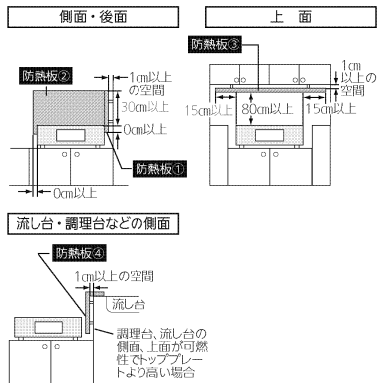 側面・後面
防熱板②
1cm以上
の空間
30cm以上
0cm以上
防熱板①
0cm以上
上　面
防熱板③
1cm
以上の
空間
15cm以上
80cm以上
15cm以上
流し台・調理台などの側面
防熱板④
1cm以上の空間
流し台
調理台、流し台の
側面、上面が可燃
性でトッププレー
トより高い場合